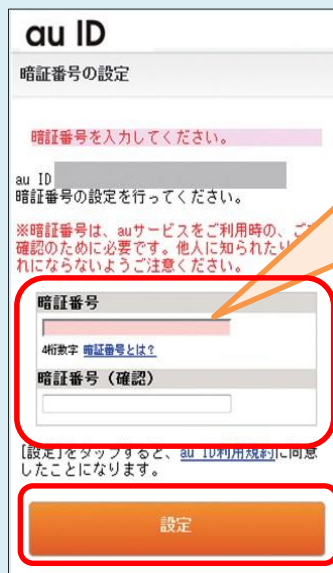 au ID
暗証番号の設定
暗証番号を入力してください。
au ID
暗証番号の設定を行ってください。
※暗証番号は、auサービスをご利用時の、ご
確認のために必要です。他人に知られたり
れにならないようご注意ください。
暗証番号
4桁数字 暗証番号とは?
暗証番号（確認）
[設定]をタップすると、au ID利用規約に同意
したことになります。
設定